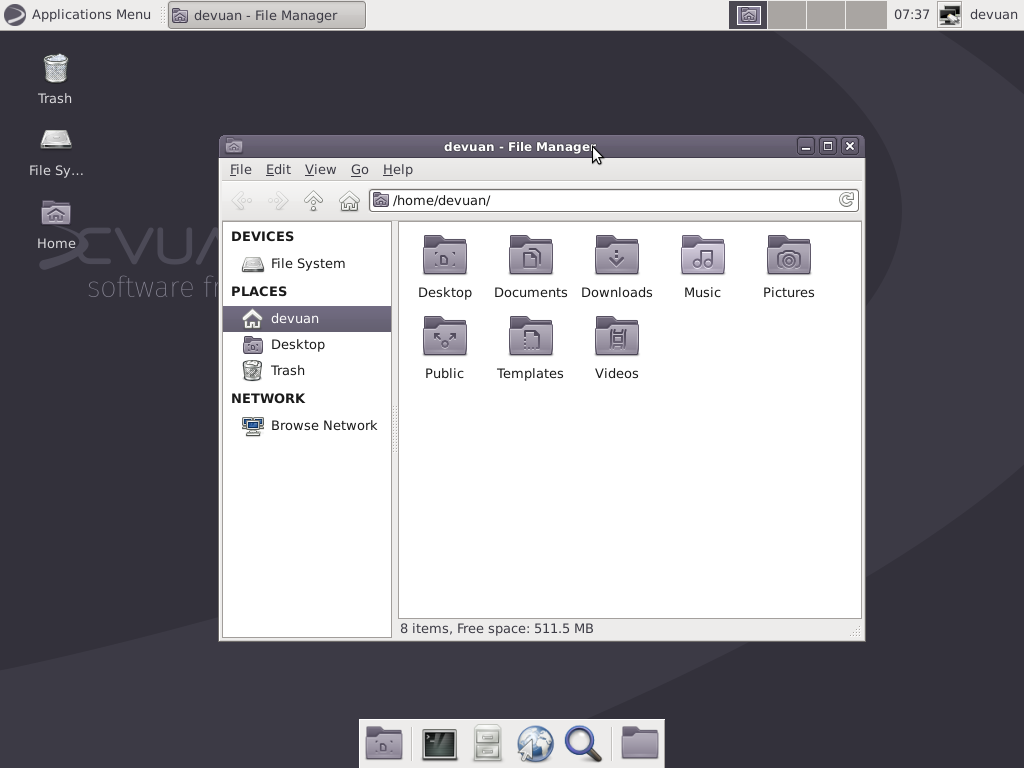 Applications Menu
devuan - File Manager
07:37
devuan
Trash
File Sy...
Home
DEVUA
software fr
devuan - File Manager
File Edit View Go Help
/home/devuan/
DEVICES
File System
PLACES
devuan
Desktop
Trash
NETWORK
Browse Network
Desktop Documents Downloads Music Pictures
Public Templates Videos
8 items, Free space: 511.5 MB